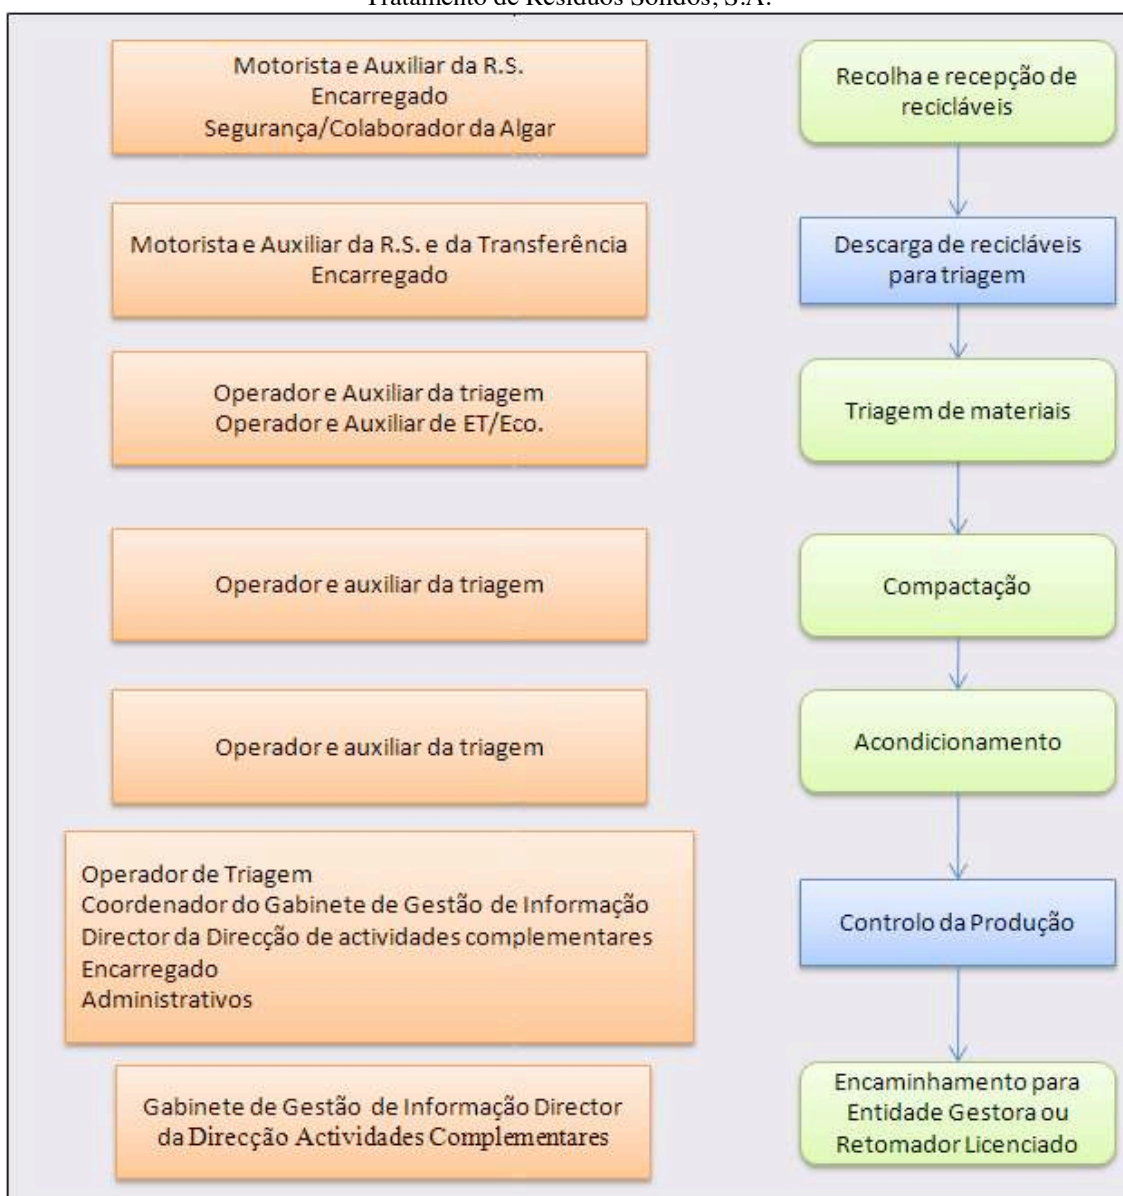 Tratamento de Resíduos Sólidos, S.A.
Motorista e Auxiliar da R.S.
Encarregado
Segurança/Colaborador da Algar
Recolha e recepção de
recicláveis
Motorista e Auxiliar da R.S. e da Transferência
Encarregado
Descarga de recicláveis
para triagem
Operador e Auxiliar da triagem
Operador e Auxiliar de ET/Eco.
Triagem de materiais
Operador e auxiliar da triagem
Compactação
Operador e auxiliar da triagem
Acondicionamento
Operador de Triagem
Coordenador do Gabinete de Gestão de Informação
Director da Direcção de actividades complementares
Encarregado
Administrativos
Controlo da Produção
Gabinete de Gestão de Informação Director
da Direcção Actividades Complementares
Encaminhamento para
Entidade Gestora ou
Retomador Licenciado